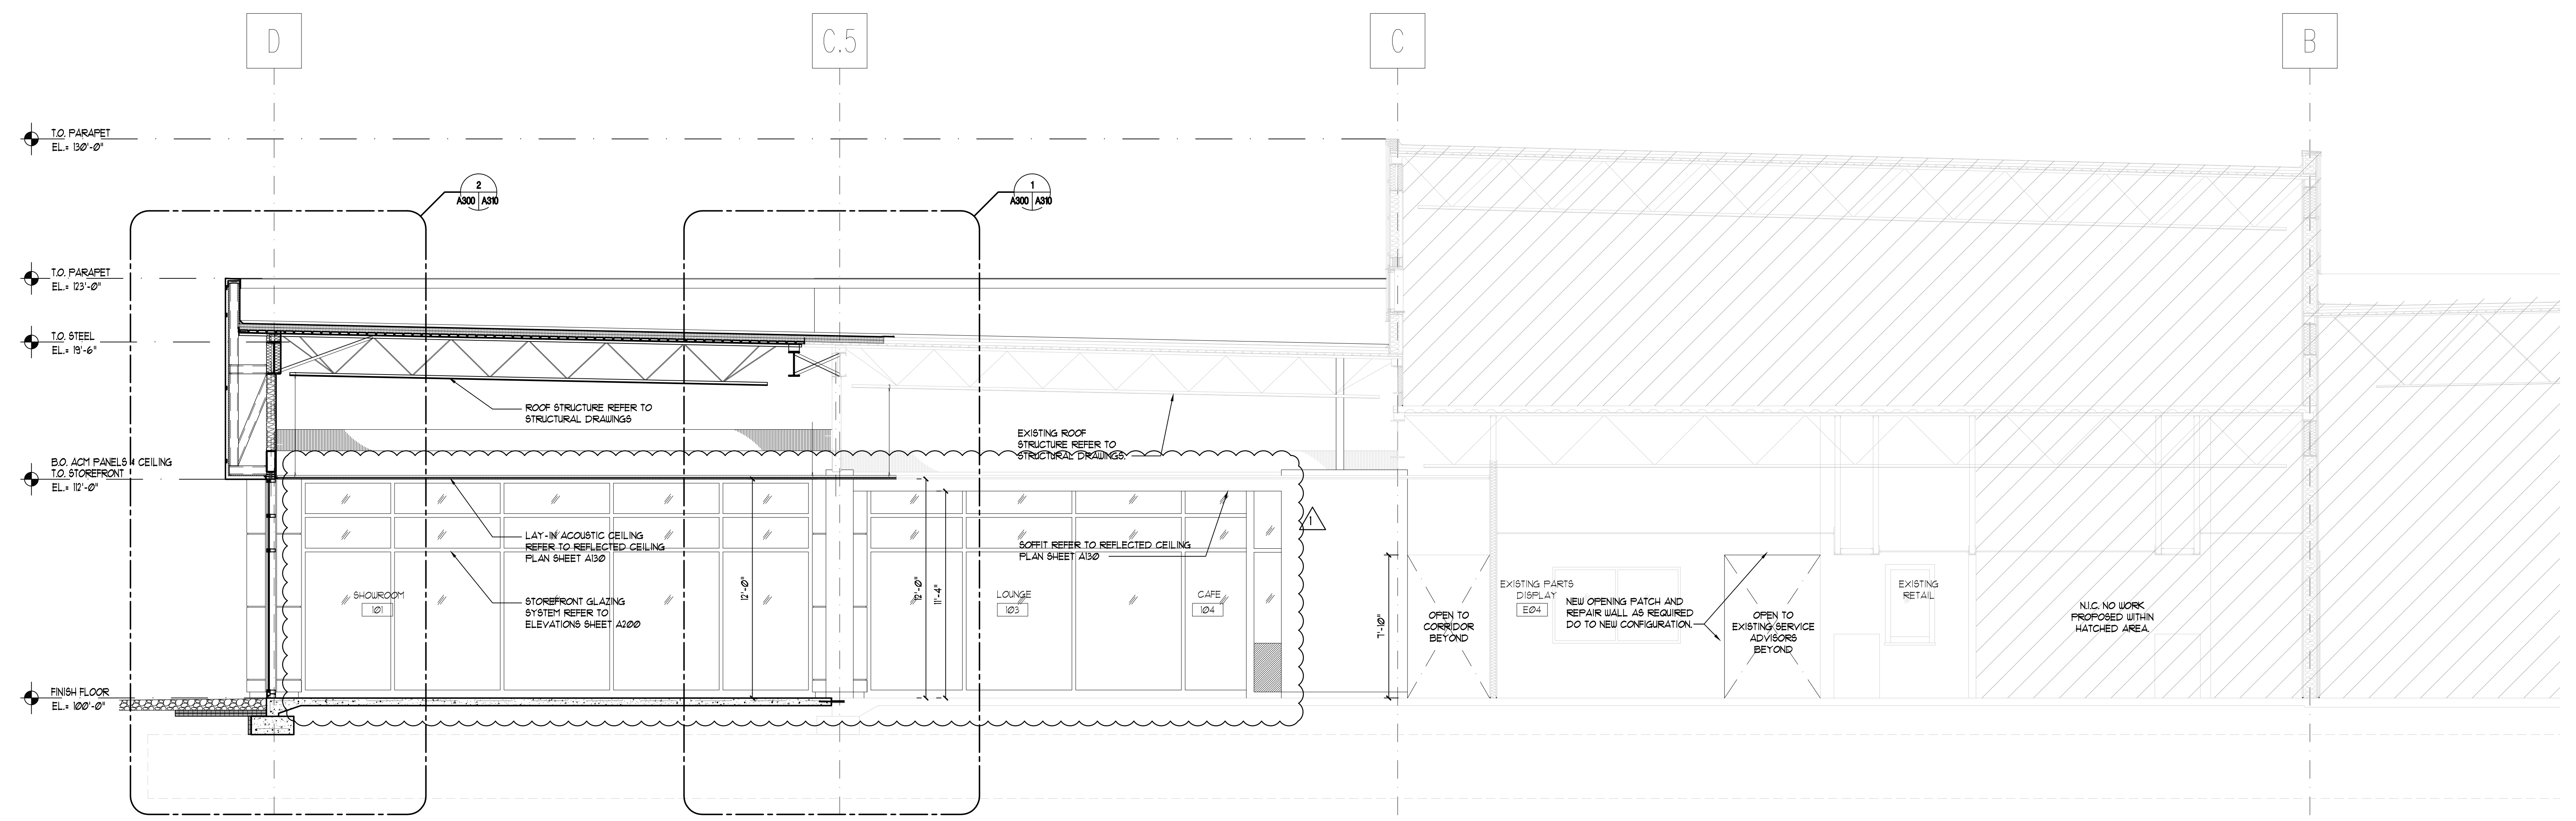 D
C.5
C
B
T.O. PARAPET
EL.= 130'-0"
2
A300 A310
1
A300 A310
T.O. PARAPET
EL.= 123'-0"
T.O. STEEL
EL.= 19'-6"
ROOF STRUCTURE REFER TO
STRUCTURAL DRAWINGS
EXISTING ROOF
STRUCTURE REFER TO
STRUCTURAL DRAWINGS.
B.O. ACM PANELS & CEILING
T.O. STOREFRONT
EL.= 112'-0"
1
LAY-IN ACOUSTIC CEILING
REFER TO REFLECTED CEILING
PLAN SHEET A130
SOFFIT REFER TO REFLECTED CEILING
PLAN SHEET A130
12'-0"
12'-0"
11'-4"
7'-10"
SHOWROOM
101
STOREFRONT GLAZING
SYSTEM REFER TO
ELEVATIONS SHEET A200
LOUNGE
103
CAFE
104
OPEN TO
CORRIDOR
BEYOND
EXISTING PARTS
DISPLAY
E04
NEW OPENING PATCH AND
REPAIR WALL AS REQUIRED
DO TO NEW CONFIGURATION.
OPEN TO
EXISTING SERVICE
ADVISORS
BEYOND
EXISTING
RETAIL
N.I.C. NO WORK
PROPOSED WITHIN
HATCHED AREA.
FINISH FLOOR
EL.= 100'-0"